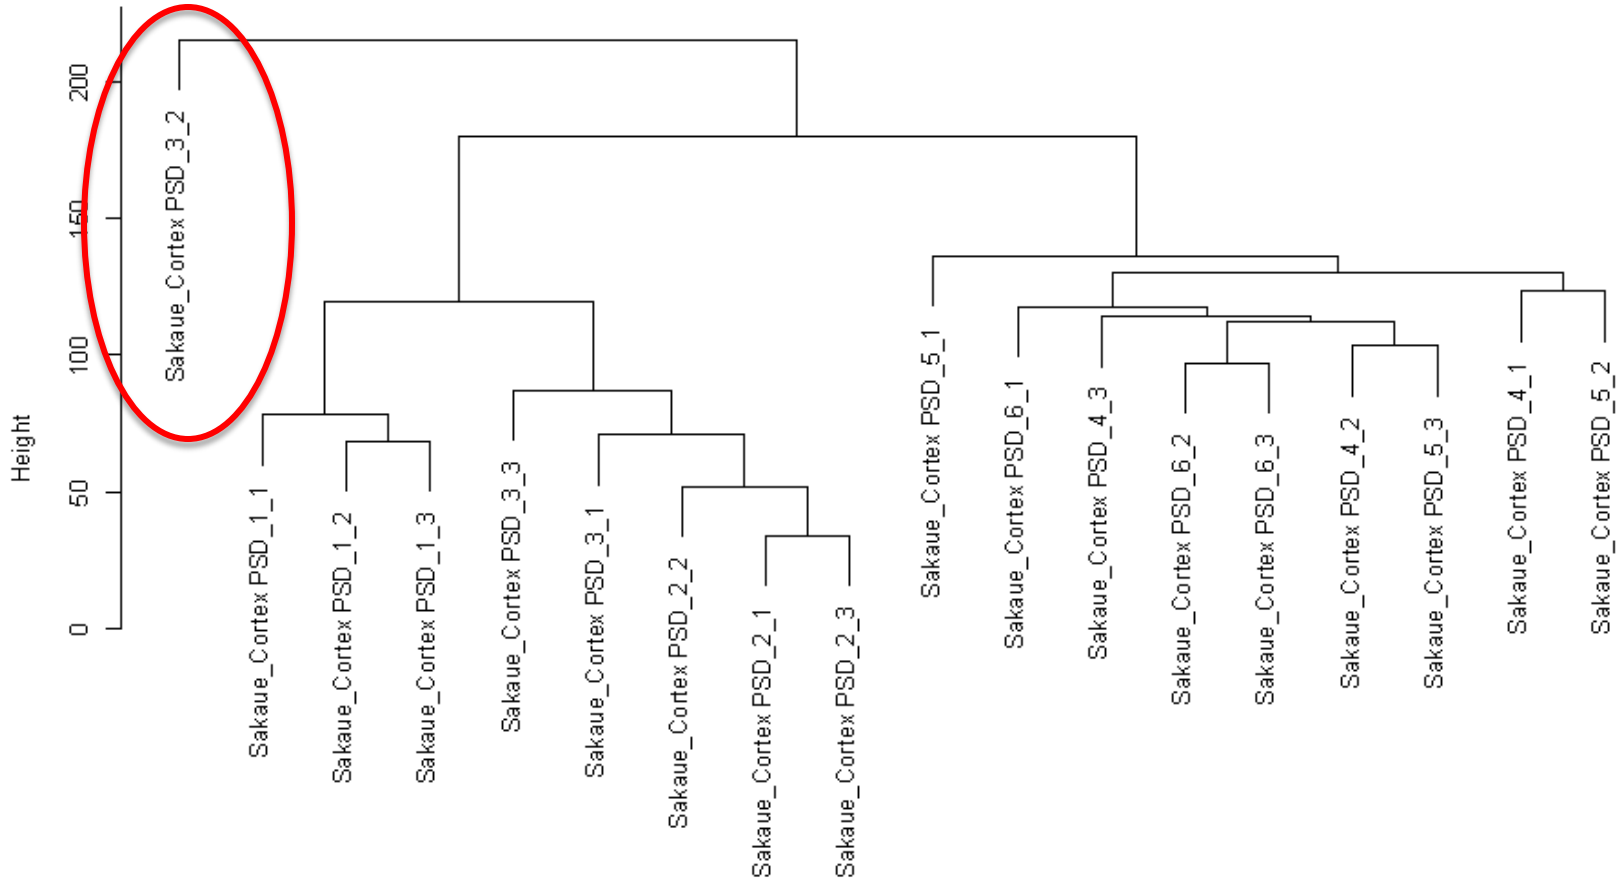 Height
200
150
100
50
0
Sakaue_Cortex PSD_3_2
Sakaue_Cortex PSD_1_1
Sakaue_Cortex PSD_1_2
Sakaue_Cortex PSD_1_3
Sakaue_Cortex PSD_3_3
Sakaue_Cortex PSD_3_1
Sakaue_Cortex PSD_2_2
Sakaue_Cortex PSD_2_1
Sakaue_Cortex PSD_2_3
Sakaue_Cortex PSD_5_1
Sakaue_Cortex PSD_6_1
Sakaue_Cortex PSD_4_3
Sakaue_Cortex PSD_6_2
Sakaue_Cortex PSD_6_3
Sakaue_Cortex PSD_4_2
Sakaue_Cortex PSD_5_3
Sakaue_Cortex PSD_4_1
Sakaue_Cortex PSD_5_2